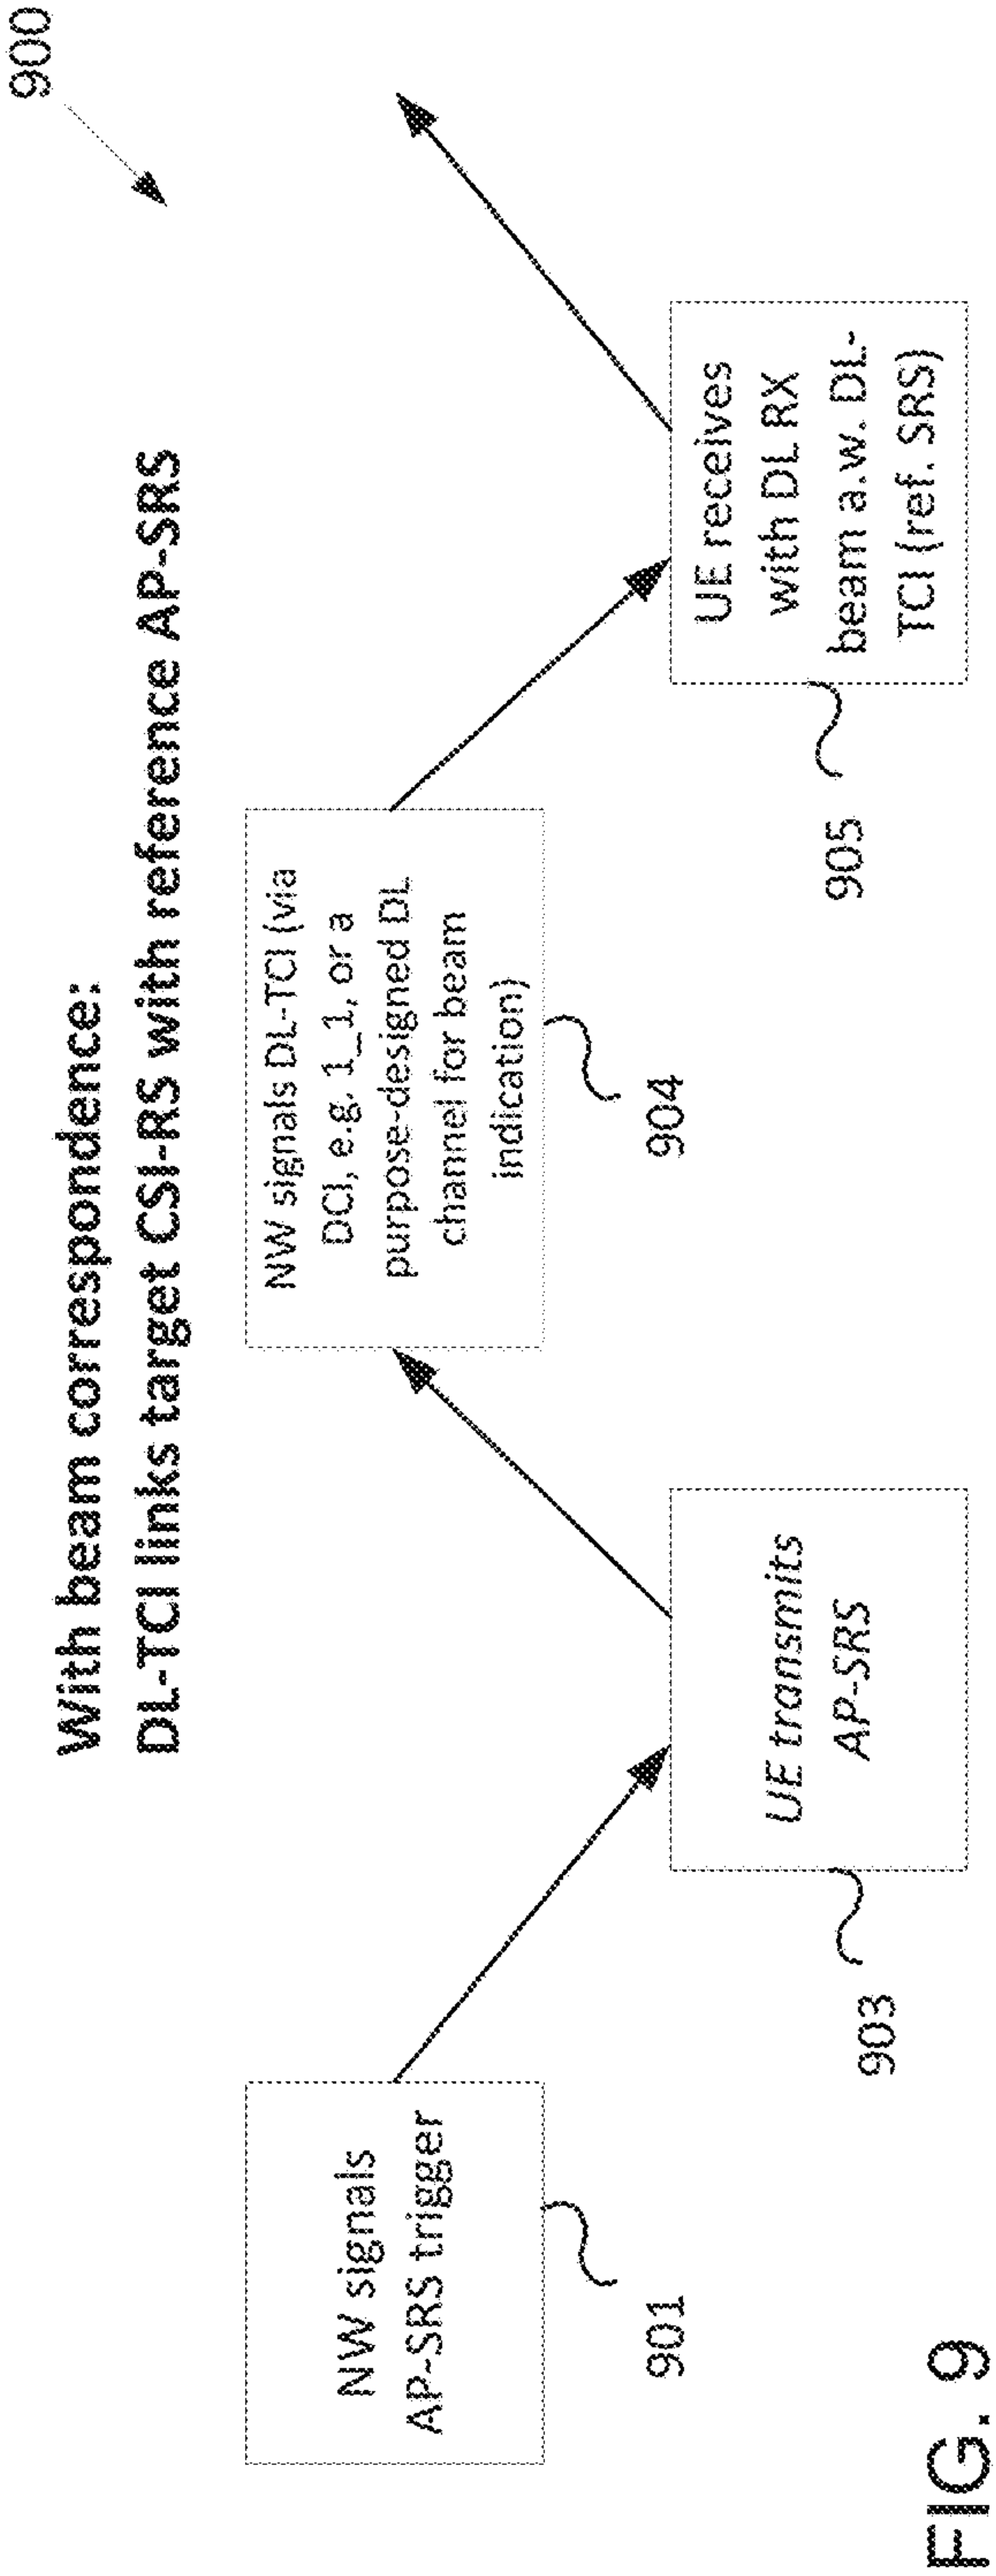 900
With beam correspondence:
DL-TCI links target CSI-RS with reference AP-SRS
NW signals
AP-SRS trigger
901
UE transmits
AP-SRS
903
NW signals DL-TCI (via
DCI, e.g. 1_1, or a
purpose-designed DL
channel for beam
indication)
904
UE receives
with DL RX
beam a.w. DL-
TCI (ref. SRS)
905
FIG. 9